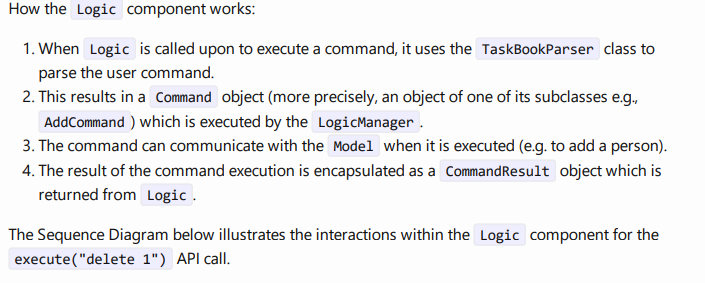 How the Logic component works:
1. When Logic is called upon to execute a command, it uses the TaskBookParser class to
parse the user command.
2. This results in a Command object (more precisely, an object of one of its subclasses e.g.,
AddCommand ) which is executed by the LogicManager .
3. The command can communicate with the Model when it is executed (e.g. to add a person).
4. The result of the command execution is encapsulated as a CommandResult object which is
returned from Logic .
The Sequence Diagram below illustrates the interactions within the Logic component for the
execute("delete 1") API call.